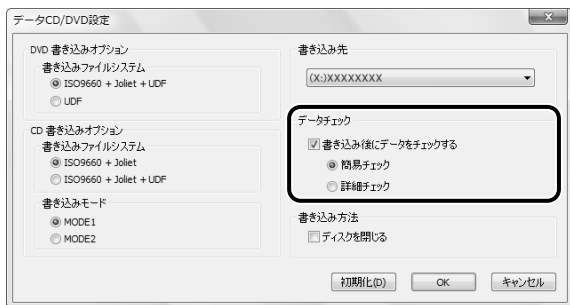 データCD/DVD設定
DVD 書き込みオプション
書き込みファイルシステム
ISO9660 + Joliet + UDF
UDF
CD 書き込みオプション
書き込みファイルシステム
ISO9660 + Joliet
ISO9660 + Joliet + UDF
書き込みモード
MODE1
MODE2
書き込み先
(X:)XXXXXXXX
データチェック
書き込み後にデータをチェックする
簡易チェック
詳細チェック
書き込み方法
ディスクを閉じる
初期化(D)
OK
キャンセル